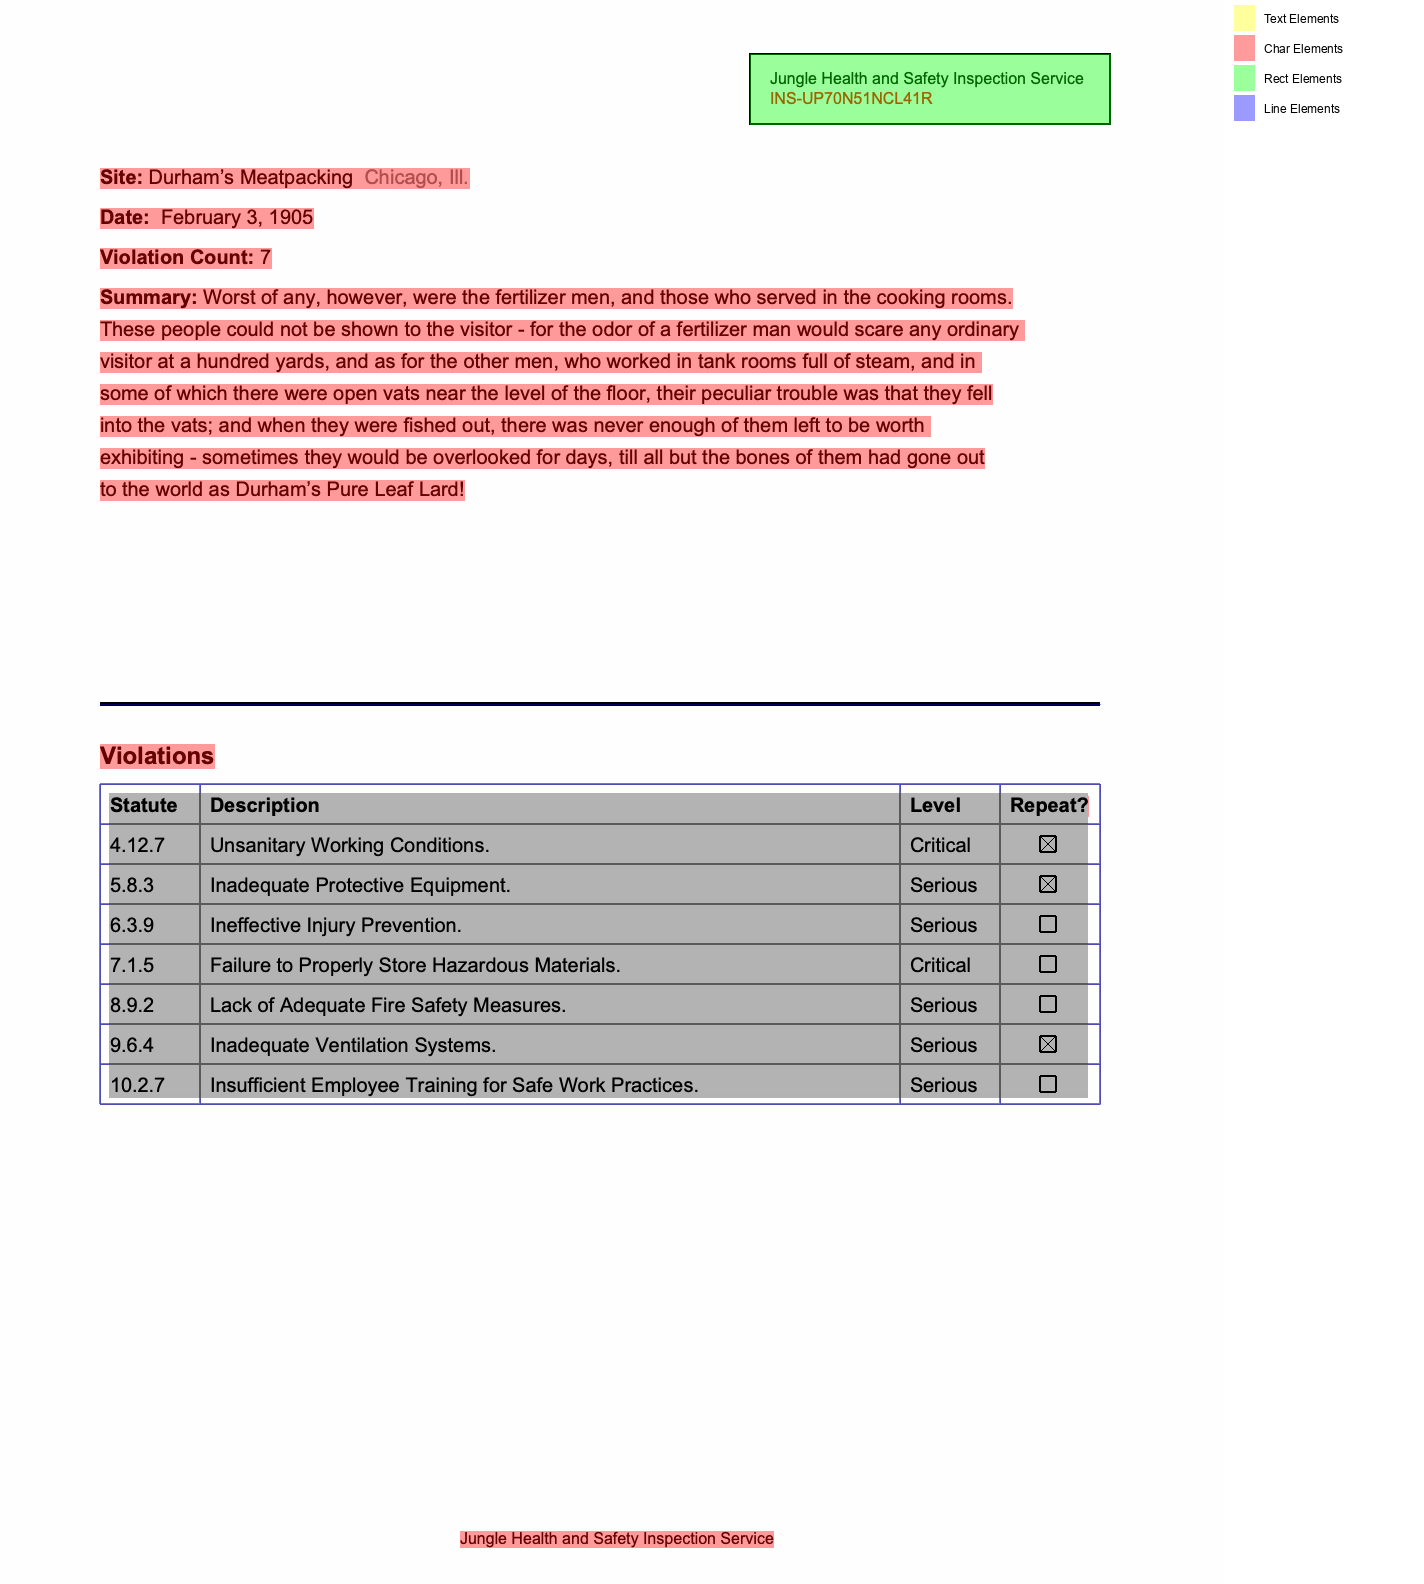 Text Elements
Char Elements
Rect Elements
Line Elements
Jungle Health and Safety Inspection Service
INS-UP70N51NCL41R
Site: Durham’s Meatpacking  Chicago, Ill.
Date:  February 3, 1905
Violation Count: 7
Summary: Worst of any, however, were the fertilizer men, and those who served in the cooking rooms.
These people could not be shown to the visitor - for the odor of a fertilizer man would scare any ordinary
visitor at a hundred yards, and as for the other men, who worked in tank rooms full of steam, and in
some of which there were open vats near the level of the floor, their peculiar trouble was that they fell
into the vats; and when they were fished out, there was never enough of them left to be worth
exhibiting - sometimes they would be overlooked for days, till all but the bones of them had gone out
to the world as Durham’s Pure Leaf Lard!
Violations
Statute Description Level Repeat?
4.12.7 Unsanitary Working Conditions. Critical
5.8.3 Inadequate Protective Equipment. Serious
6.3.9 Ineffective Injury Prevention. Serious
7.1.5 Failure to Properly Store Hazardous Materials. Critical
8.9.2 Lack of Adequate Fire Safety Measures. Serious
9.6.4 Inadequate Ventilation Systems. Serious
10.2.7 Insufficient Employee Training for Safe Work Practices. Serious
Jungle Health and Safety Inspection Service